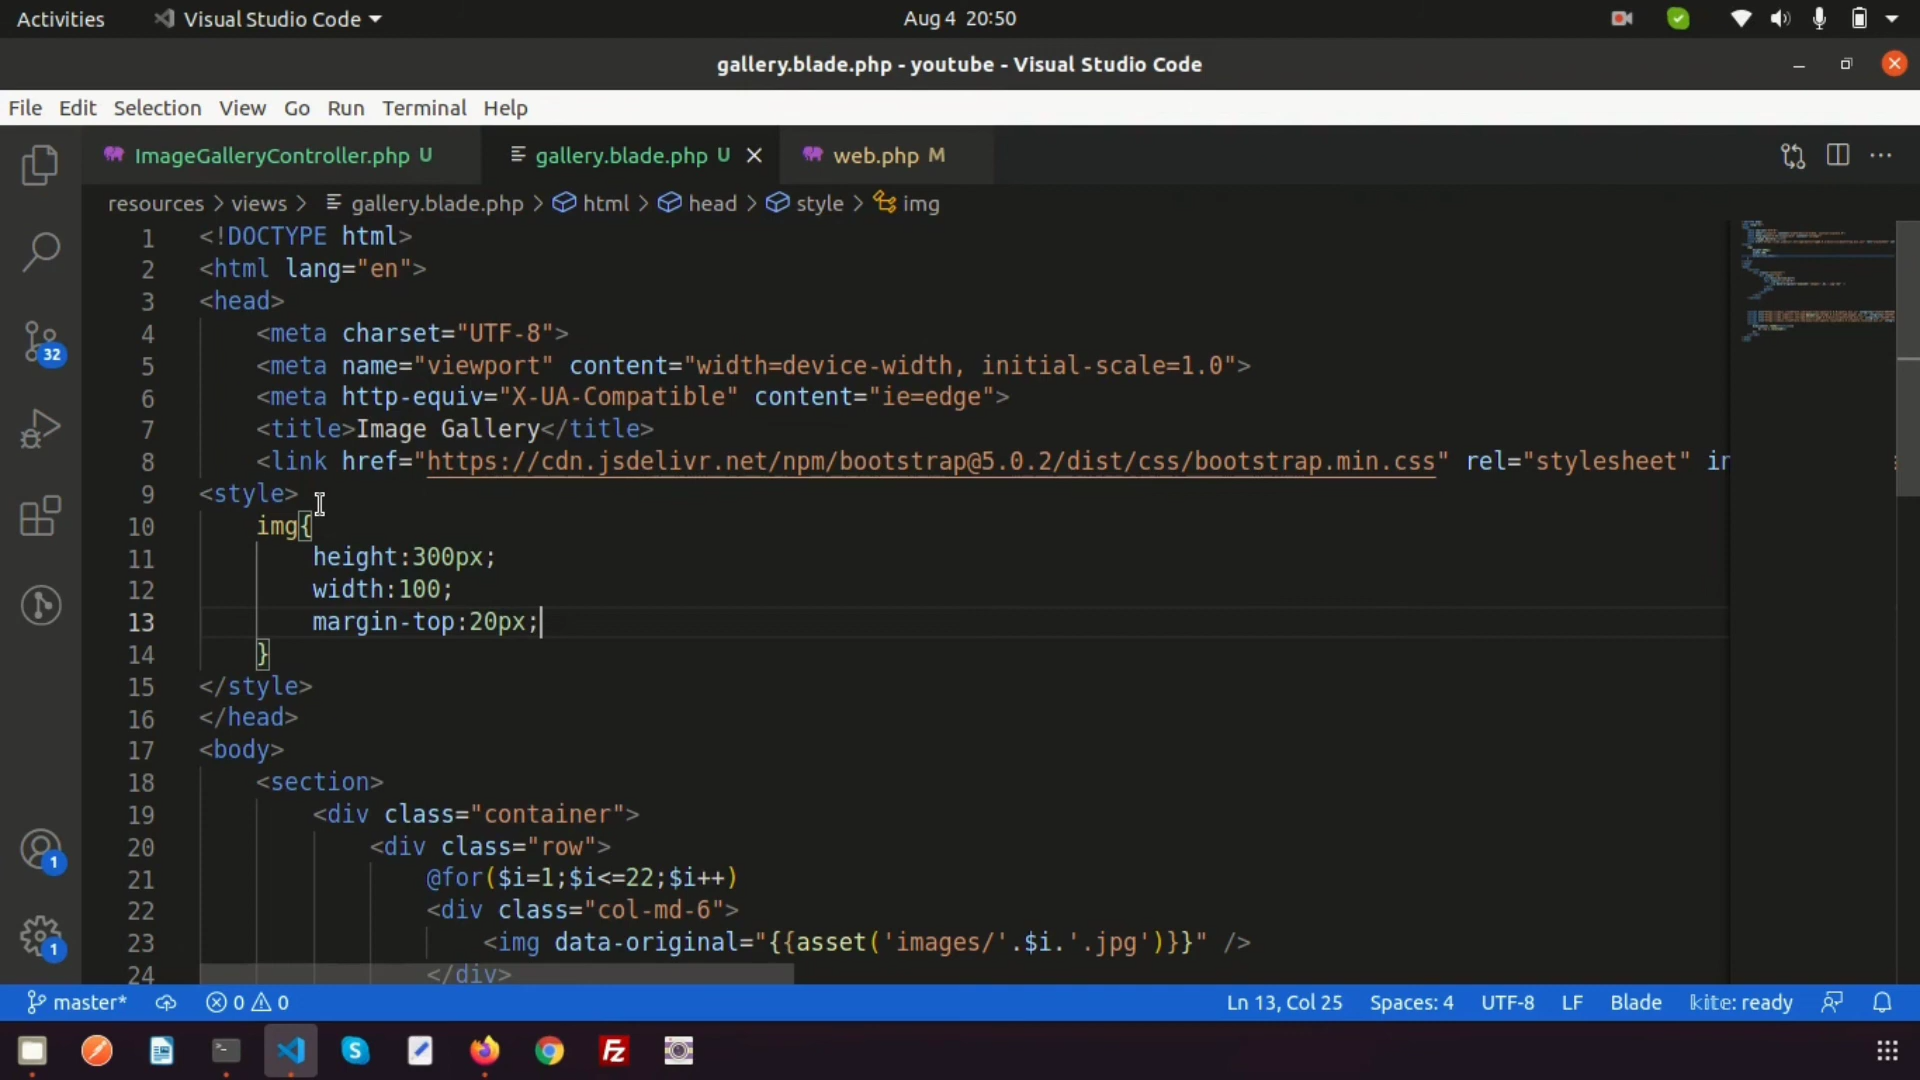 Activities Visual Studio Code Aug 4 20:50
gallery.blade.php - youtube - Visual Studio Code
File Edit Selection View Go Run Terminal Help
ImageGalleryController.php U gallery.blade.php U web.php M
resources > views > gallery.blade.php > html > head > style > img
1 <!DOCTYPE html>
2 <html lang="en">
3 <head>
4 <meta charset="UTF-8">
5 <meta name="viewport" content="width=device-width, initial-scale=1.0">
6 <meta http-equiv="X-UA-Compatible" content="ie=edge">
7 <title>Image Gallery</title>
8 <link href="https://cdn.jsdelivr.net/npm/bootstrap@5.0.2/dist/css/bootstrap.min.css" rel="stylesheet" in
9 <style>
10 img{
11 height:300px;
12 width:100;
13 margin-top:20px;
14 }
15 </style>
16 </head>
17 <body>
18 <section>
19 <div class="container">
20 <div class="row">
21 @for($i=1;$i<=22;$i++)
22 <div class="col-md-6">
23 <img data-original="{{asset('images/'.$i.'.jpg')}}" />
24 </div>
32
1
1
master* 0 0 Ln 13, Col 25 Spaces: 4 UTF-8 LF Blade kite: ready